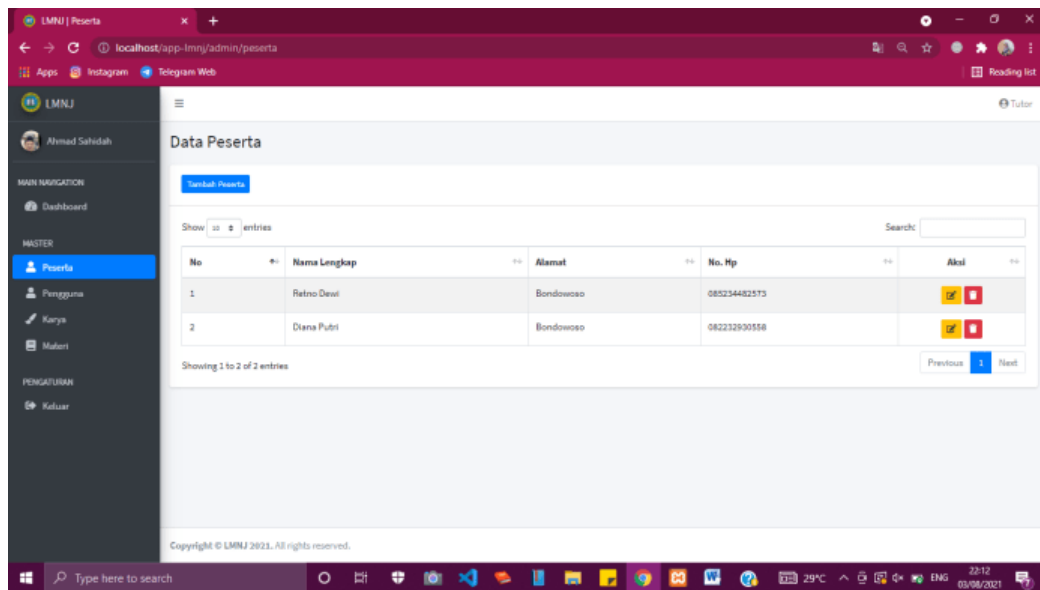 LMNJ | Peserta
localhost/app-lmnj/admin/peserta
Apps Instagram Telegram Web Reading list
LMNJ Tutor
Ahmad Sahidah
Data Peserta
MAIN NAVIGATION
Tambah Peserta
Dashboard
Show 10 entries Search:
MASTER
Peserta
No Nama Lengkap Alamat No. Hp Aksi
Pengguna
1 Retno Dewi Bondowoso 085234482573
Karya
2 Diana Putri Bondowoso 082232930558
Materi
Showing 1 to 2 of 2 entries Previous 1 Next
PENGATURAN
Keluar
Copyright © LMNJ 2021. All rights reserved.
Type here to search 29°C ENG 22:12
03/08/2021